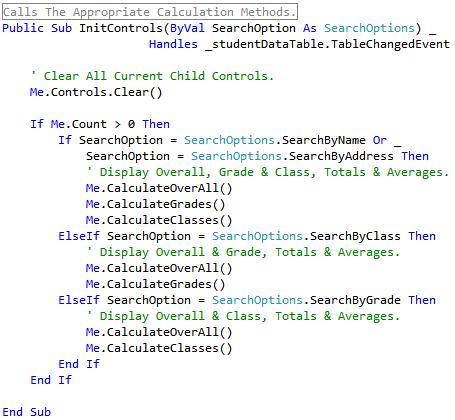 Calls The Appropriate Calculation Methods.
Public Sub InitControls(ByVal SearchOption As SearchOptions) _
                     Handles _studentDataTable.TableChangedEvent

    ' Clear All Current Child Controls.
    Me.Controls.Clear()

    If Me.Count > 0 Then
        If SearchOption = SearchOptions.SearchByName Or _
            SearchOption = SearchOptions.SearchByAddress Then
            ' Display Overall, Grade & Class, Totals & Averages.
            Me.CalculateOverAll()
            Me.CalculateGrades()
            Me.CalculateClasses()
        ElseIf SearchOption = SearchOptions.SearchByClass Then
            ' Display Overall & Grade, Totals & Averages.
            Me.CalculateOverAll()
            Me.CalculateGrades()
        ElseIf SearchOption = SearchOptions.SearchByGrade Then
            ' Display Overall & Class, Totals & Averages.
            Me.CalculateOverAll()
            Me.CalculateClasses()
        End If
    End If

End Sub